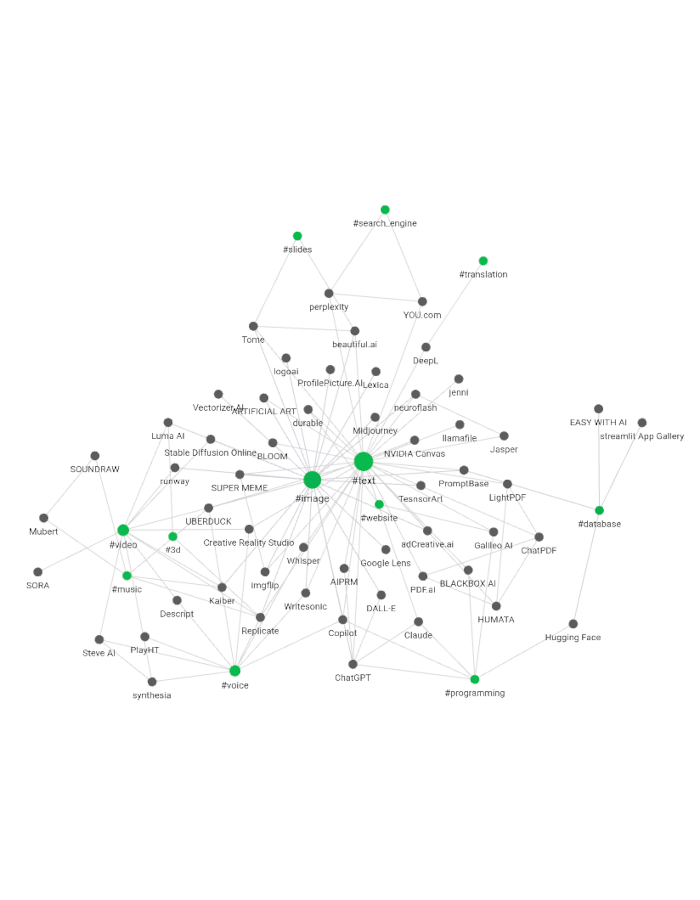 #search_engine
#slides
#translation
perplexity
YOU.com
Tome
beautiful.ai
DeepL
logoai
ProfilePicture.AI
Lexica
jenni
Vectorizer.AI
ARTIFICIAL ART
neuroflash
durable
EASY WITH AI
Midjourney
Luma AI
llamafile
streamlit App Gallery
Stable Diffusion Online
BLOOM
NVIDIA Canvas
Jasper
SOUNDRAW
runway
#text
SUPER MEME
PromptBase
#image
TensorArt
LightPDF
UBERDUCK
#website
#database
Mubert
#video
#3d
Creative Reality Studio
adCreative.ai
Galileo AI
ChatPDF
Whisper
Google Lens
SORA
#music
Imgflip
AIPRM
PDF.ai
BLACKBOX AI
Kaiber
Descript
Writesonic
DALL·E
HUMATA
Replicate
Copilot
Claude
Hugging Face
Steve AI
PlayHT
ChatGPT
#voice
#programming
synthesia